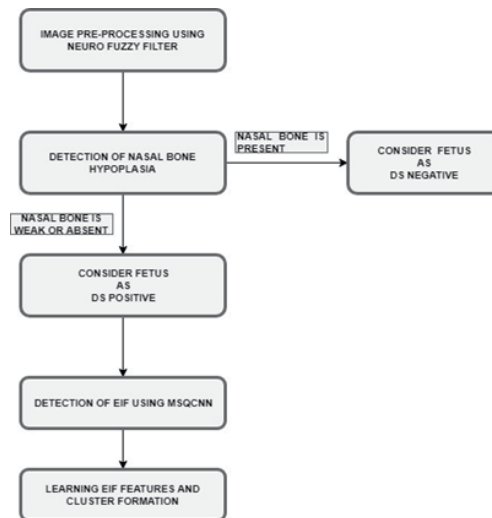 IMAGE PRE-PROCESSING USING
NEURO FUZZY FILTER
DETECTION OF NASAL BONE
HYPOPLASIA
NASAL BONE IS
PRESENT
CONSIDER FETUS
AS
DS NEGATIVE
NASAL BONE IS
WEAK OR ABSENT
CONSIDER FETUS
AS
DS POSITIVE
DETECTION OF EIF USING MSQCNN
LEARNING EIF FEATURES AND
CLUSTER FORMATION